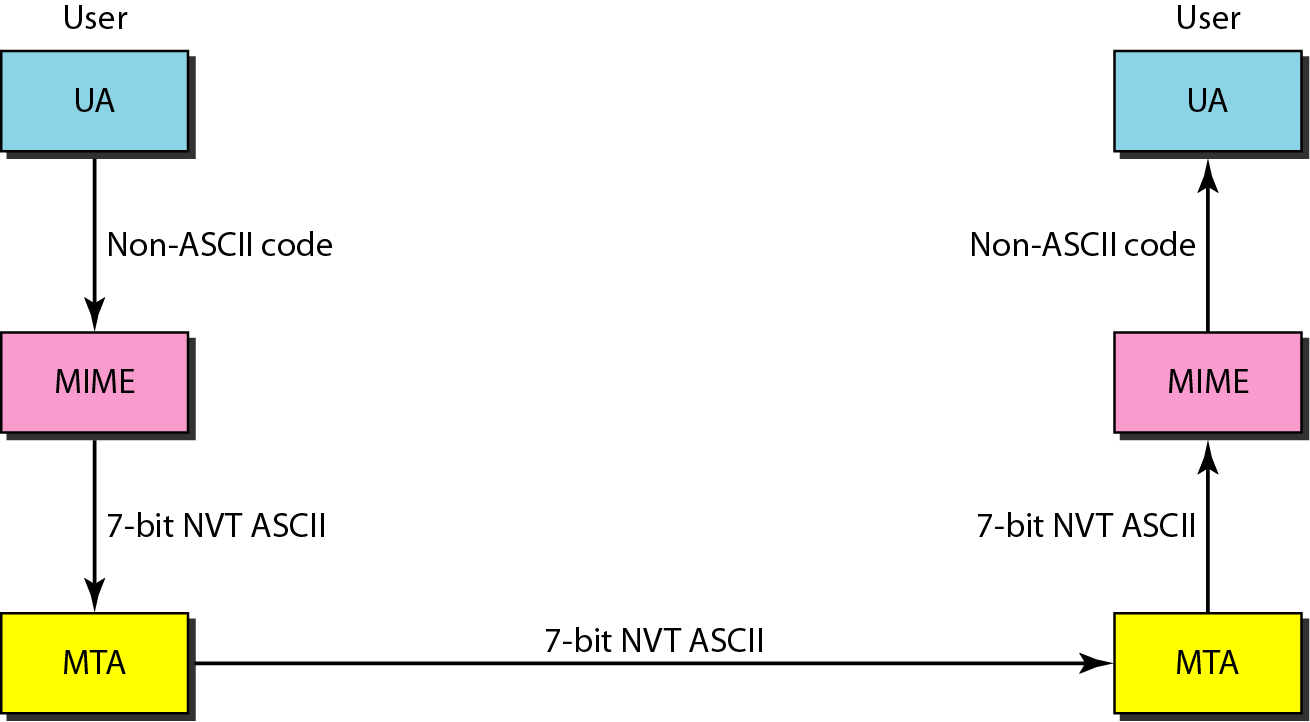 User
User
UA
UA
Non-ASCII code
Non-ASCII code
MIME
MIME
7-bit NVT ASCII
7-bit NVT ASCII
7-bit NVT ASCII
MTA
MTA